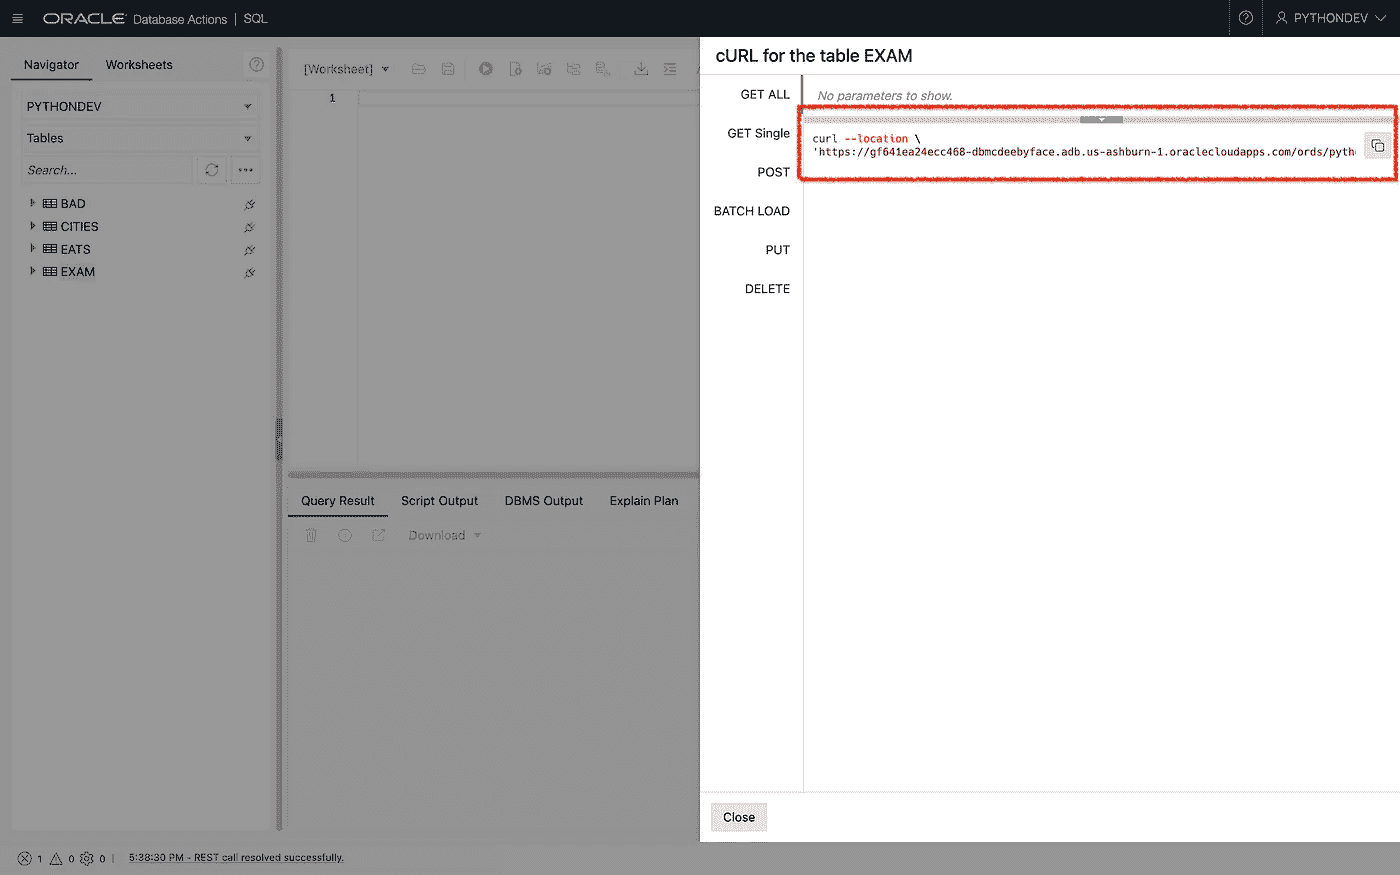 ORACLE Database Actions | SQL
PYTHONDEV
Navigator
Worksheets
PYTHONDEV
Tables
Search...
BAD
CITIES
EATS
EXAM
[Worksheet]
1
Query Result
Script Output
DBMS Output
Explain Plan
Download
cURL for the table EXAM
GET ALL
GET Single
POST
BATCH LOAD
PUT
DELETE
No parameters to show.
curl --location \
'https://gf641ea24ecc468-dbmcdeebyface.adb.us-ashburn-1.oraclecloudapps.com/ords/pyth
Close
1 0 0 | 5:38:30 PM - REST call resolved successfully.